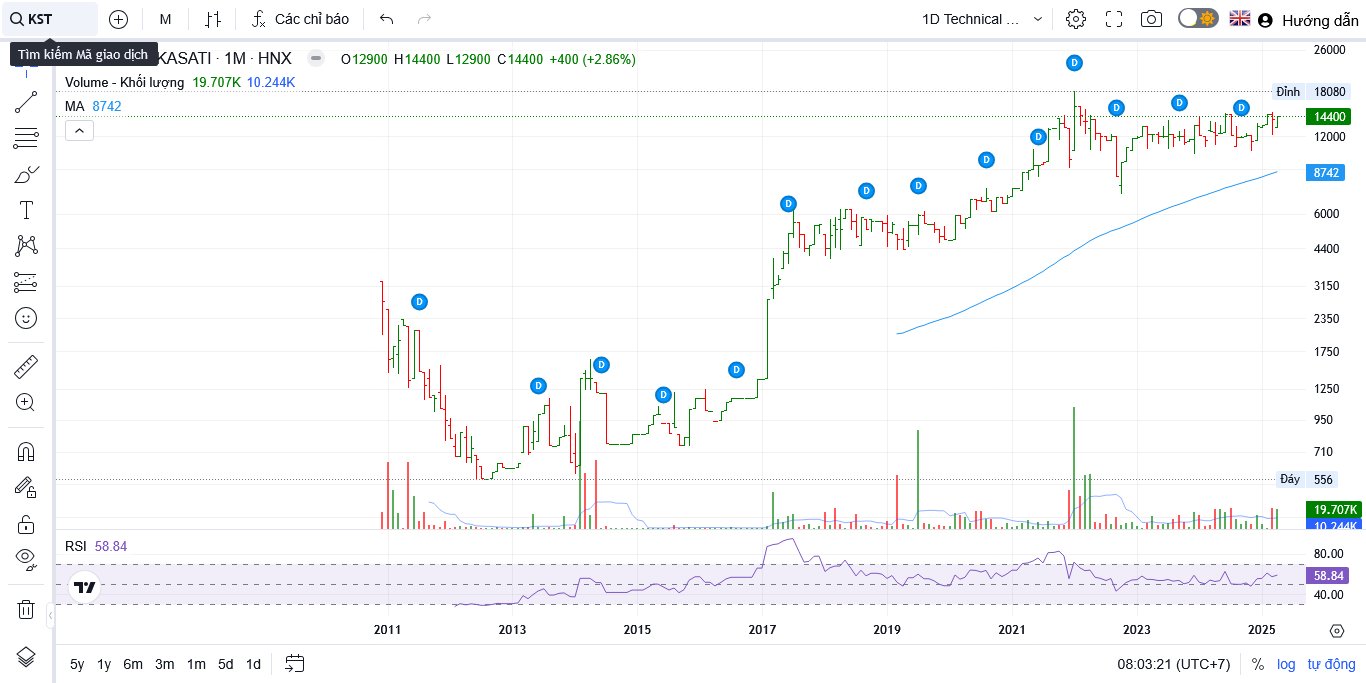 KST
M
Các chỉ báo
1D Technical ...
Hướng dẫn
Tìm kiếm Mã giao dịch
KASATI · 1M · HNX
O12900 H14400 L12900 C14400 +400 (+2.86%)
Volume - Khối lượng 19.707K 10.244K
MA 8742
D
D
D
D
D
D
D
D
D
D
D
D
D
D
26000
Đỉnh 18080
14400
12000
8742
6000
4400
3150
2350
1750
1250
950
710
Đáy 556
19.707K
10.244K
RSI 58.84
80.00
58.84
40.00
2011 2013 2015 2017 2019 2021 2023 2025
5y 1y 6m 3m 1m 5d 1d
08:03:21 (UTC+7) % log tự động